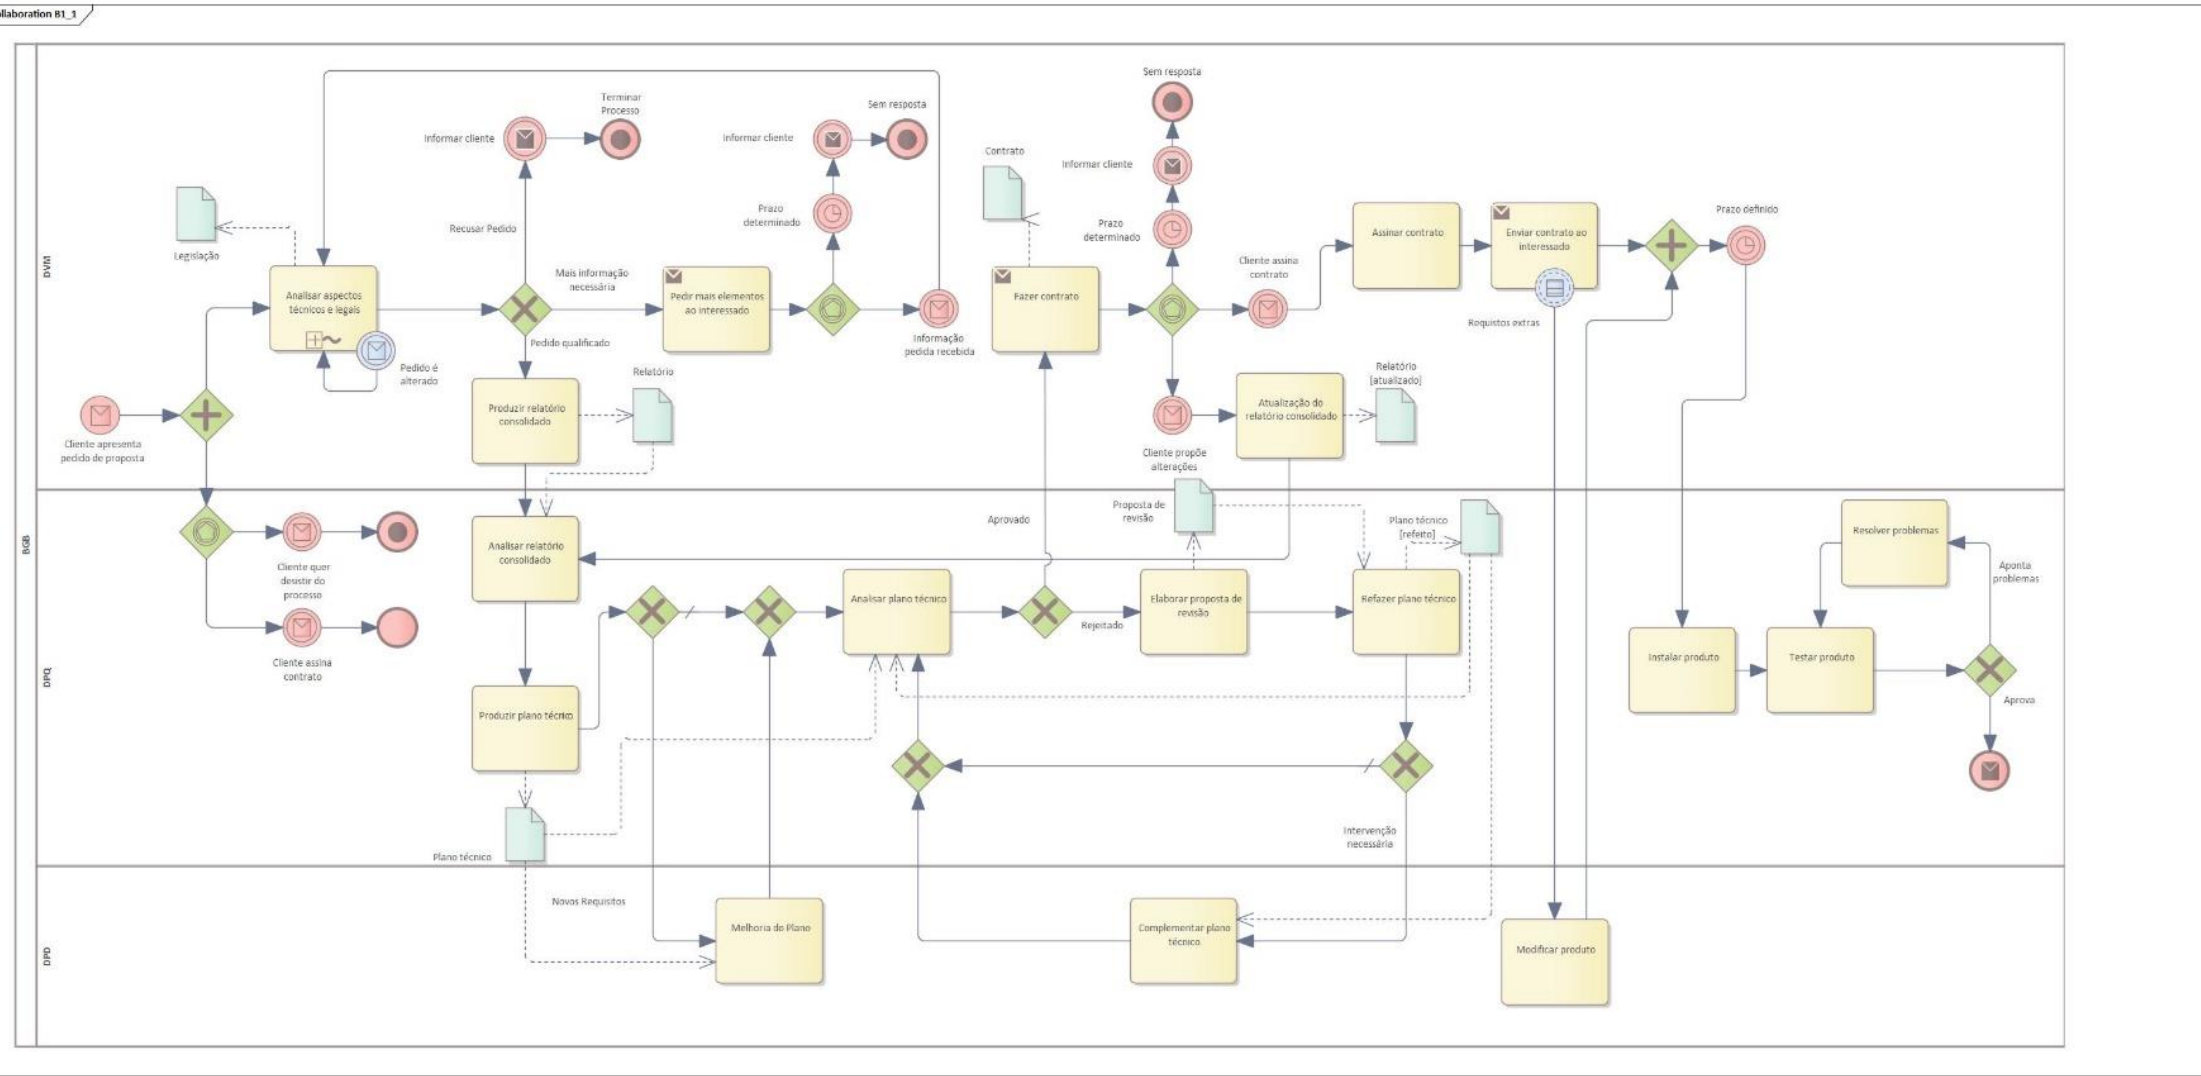 ollaboration B1_1
BGB
DVM
DPQ
DPD
Cliente apresenta
pedido de proposta
Legislação
Analisar aspectos
técnicos e legais
Pedido é
alterado
Informar cliente
Terminar
Processo
Recusar Pedido
Mais informação
necessária
Pedido qualificado
Pedir mais elementos
ao interessado
Informar cliente
Sem resposta
Prazo
determinado
Informação
pedida recebida
Produzir relatório
consolidado
Relatório
Contrato
Fazer contrato
Sem resposta
Informar cliente
Prazo
determinado
Cliente assina
contrato
Assinar contrato
Enviar contrato ao
interessado
Requistos extras
Prazo definido
Cliente propõe
alterações
Atualização do
relatório consolidado
Relatório
[atualizado]
Cliente quer
desistir do
processo
Cliente assina
contrato
Analisar relatório
consolidado
Produzir plano técnico
Plano técnico
Analisar plano técnico
Aprovado
Rejeitado
Proposta de
revisão
Elaborar proposta de
revisão
Plano técnico
[refeito]
Refazer plano técnico
Intervenção
necessária
Instalar produto
Testar produto
Resolver problemas
Aponta
problemas
Aprova
Novos Requisitos
Melhoria do Plano
Complementar plano
técnico.
Modificar produto